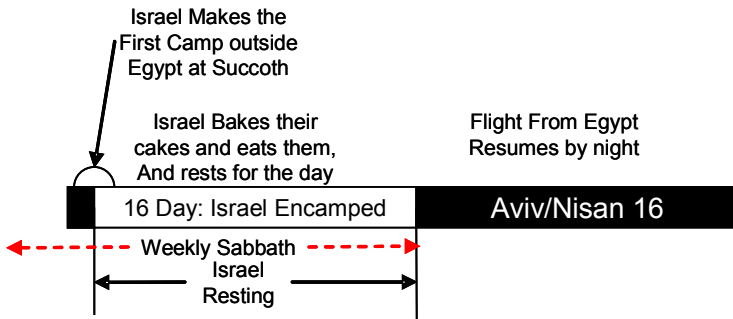 Israel Makes the
First Camp outside
Egypt at Succoth
Israel Bakes their
cakes and eats them,
And rests for the day
Flight From Egypt
Resumes by night
16 Day: Israel Encamped
Aviv/Nisan 16
Weekly Sabbath
Israel
Resting